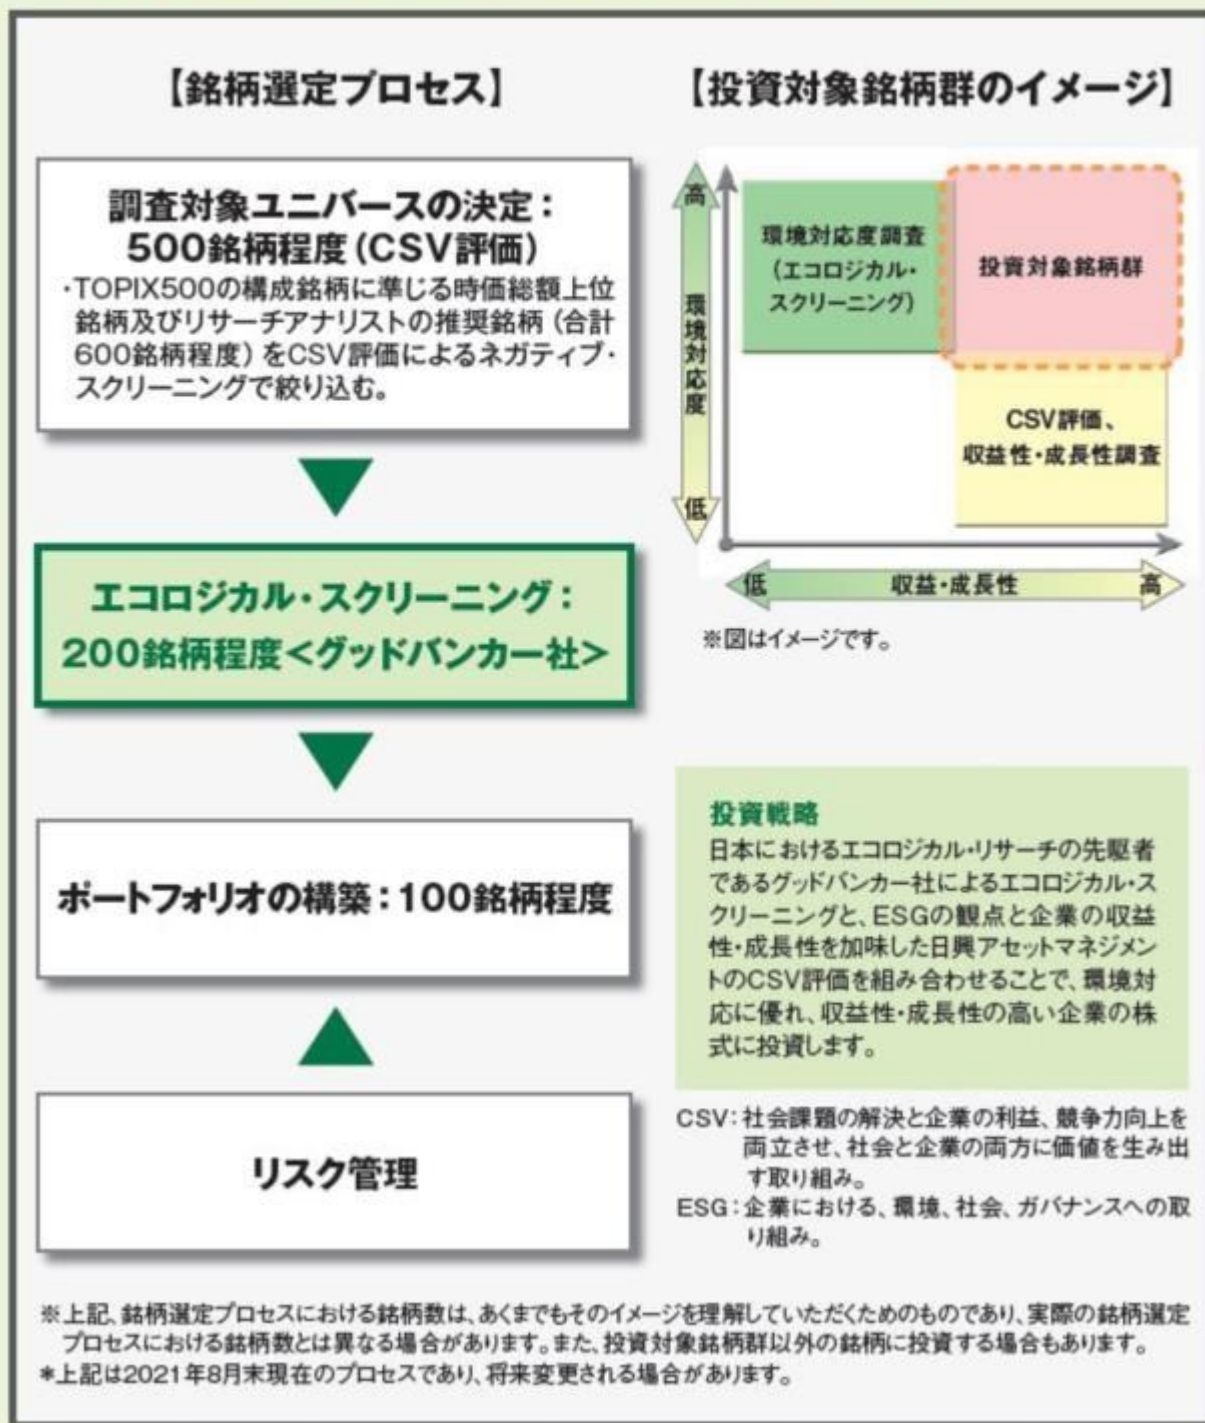 【銘柄選定プロセス】
調査対象ユニバースの決定：
500銘柄程度(CSV評価)
・TOPIX500の構成銘柄に準じる時価総額上位
銘柄及びリサーチアナリストの推奨銘柄(合計
600銘柄程度)をCSV評価によるネガティブ・
スクリーニングで絞り込む。
エコロジカル・スクリーニング：
200銘柄程度<グッドバンカー社>
ポートフォリオの構築：100銘柄程度
リスク管理
【投資対象銘柄群のイメージ】
高
環境対応度
低
環境対応度調査
(エコロジカル・
スクリーニング)
投資対象銘柄群
CSV評価、
収益性・成長性調査
低 収益・成長性 高
※図はイメージです。
投資戦略
日本におけるエコロジカル・リサーチの先駆者
であるグッドバンカー社によるエコロジカル・ス
クリーニングと、ESGの観点と企業の収益
性・成長性を加味した日興アセットマネジメン
トのCSV評価を組み合わせることで、環境対
応に優れ、収益性・成長性の高い企業の株
式に投資します。
CSV：社会課題の解決と企業の利益、競争力向上を
両立させ、社会と企業の両方に価値を生み出
す取り組み。
ESG：企業における、環境、社会、ガバナンスへの取
り組み。
※上記、銘柄選定プロセスにおける銘柄数は、あくまでもそのイメージを理解していただくためのものであり、実際の銘柄選定
プロセスにおける銘柄数とは異なる場合があります。また、投資対象銘柄群以外の銘柄に投資する場合もあります。
*上記は2021年8月末現在のプロセスであり、将来変更される場合があります。